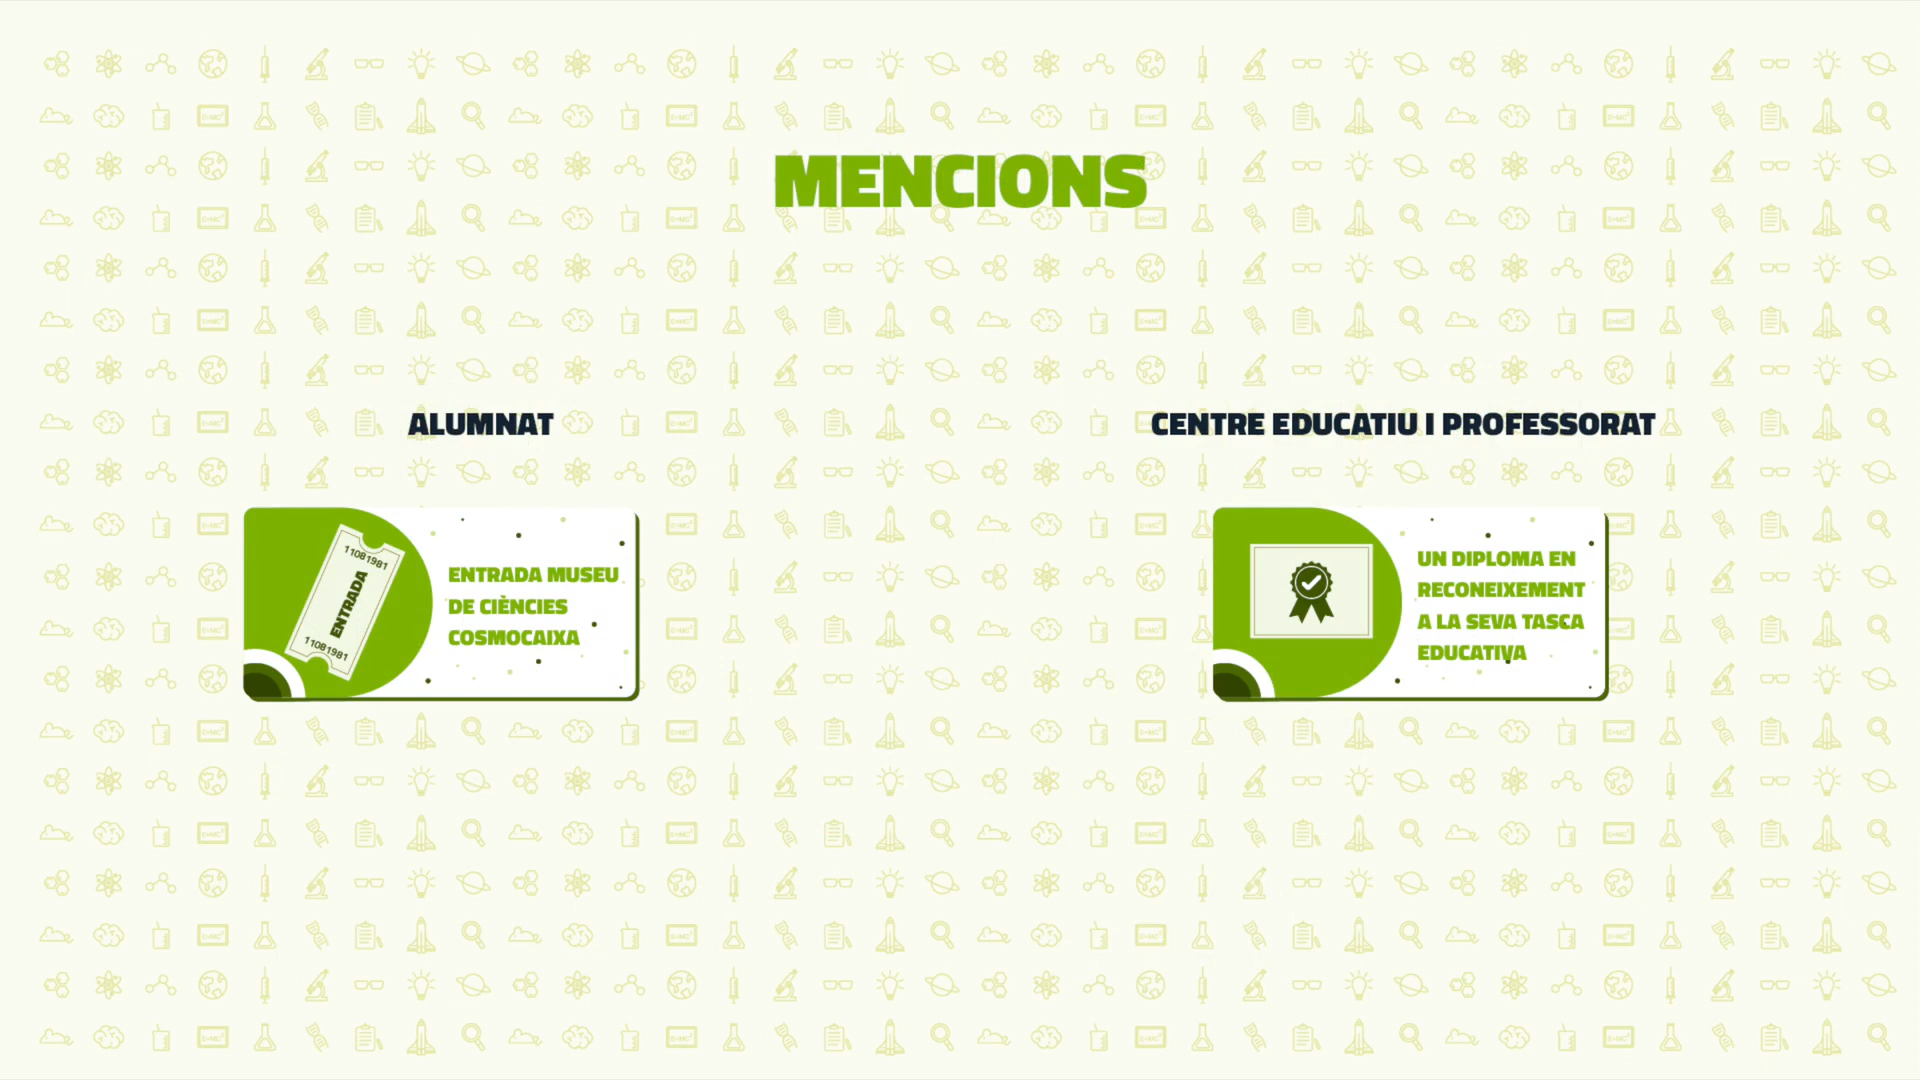 MENCIONS
ALUMNAT
11081981
ENTRADA
11081981
ENTRADA MUSEU
DE CIÈNCIES
COSMOCAIXA
CENTRE EDUCATIU I PROFESSORAT
UN DIPLOMA EN
RECONEIXEMENT
A LA SEVA TASCA
EDUCATIVA